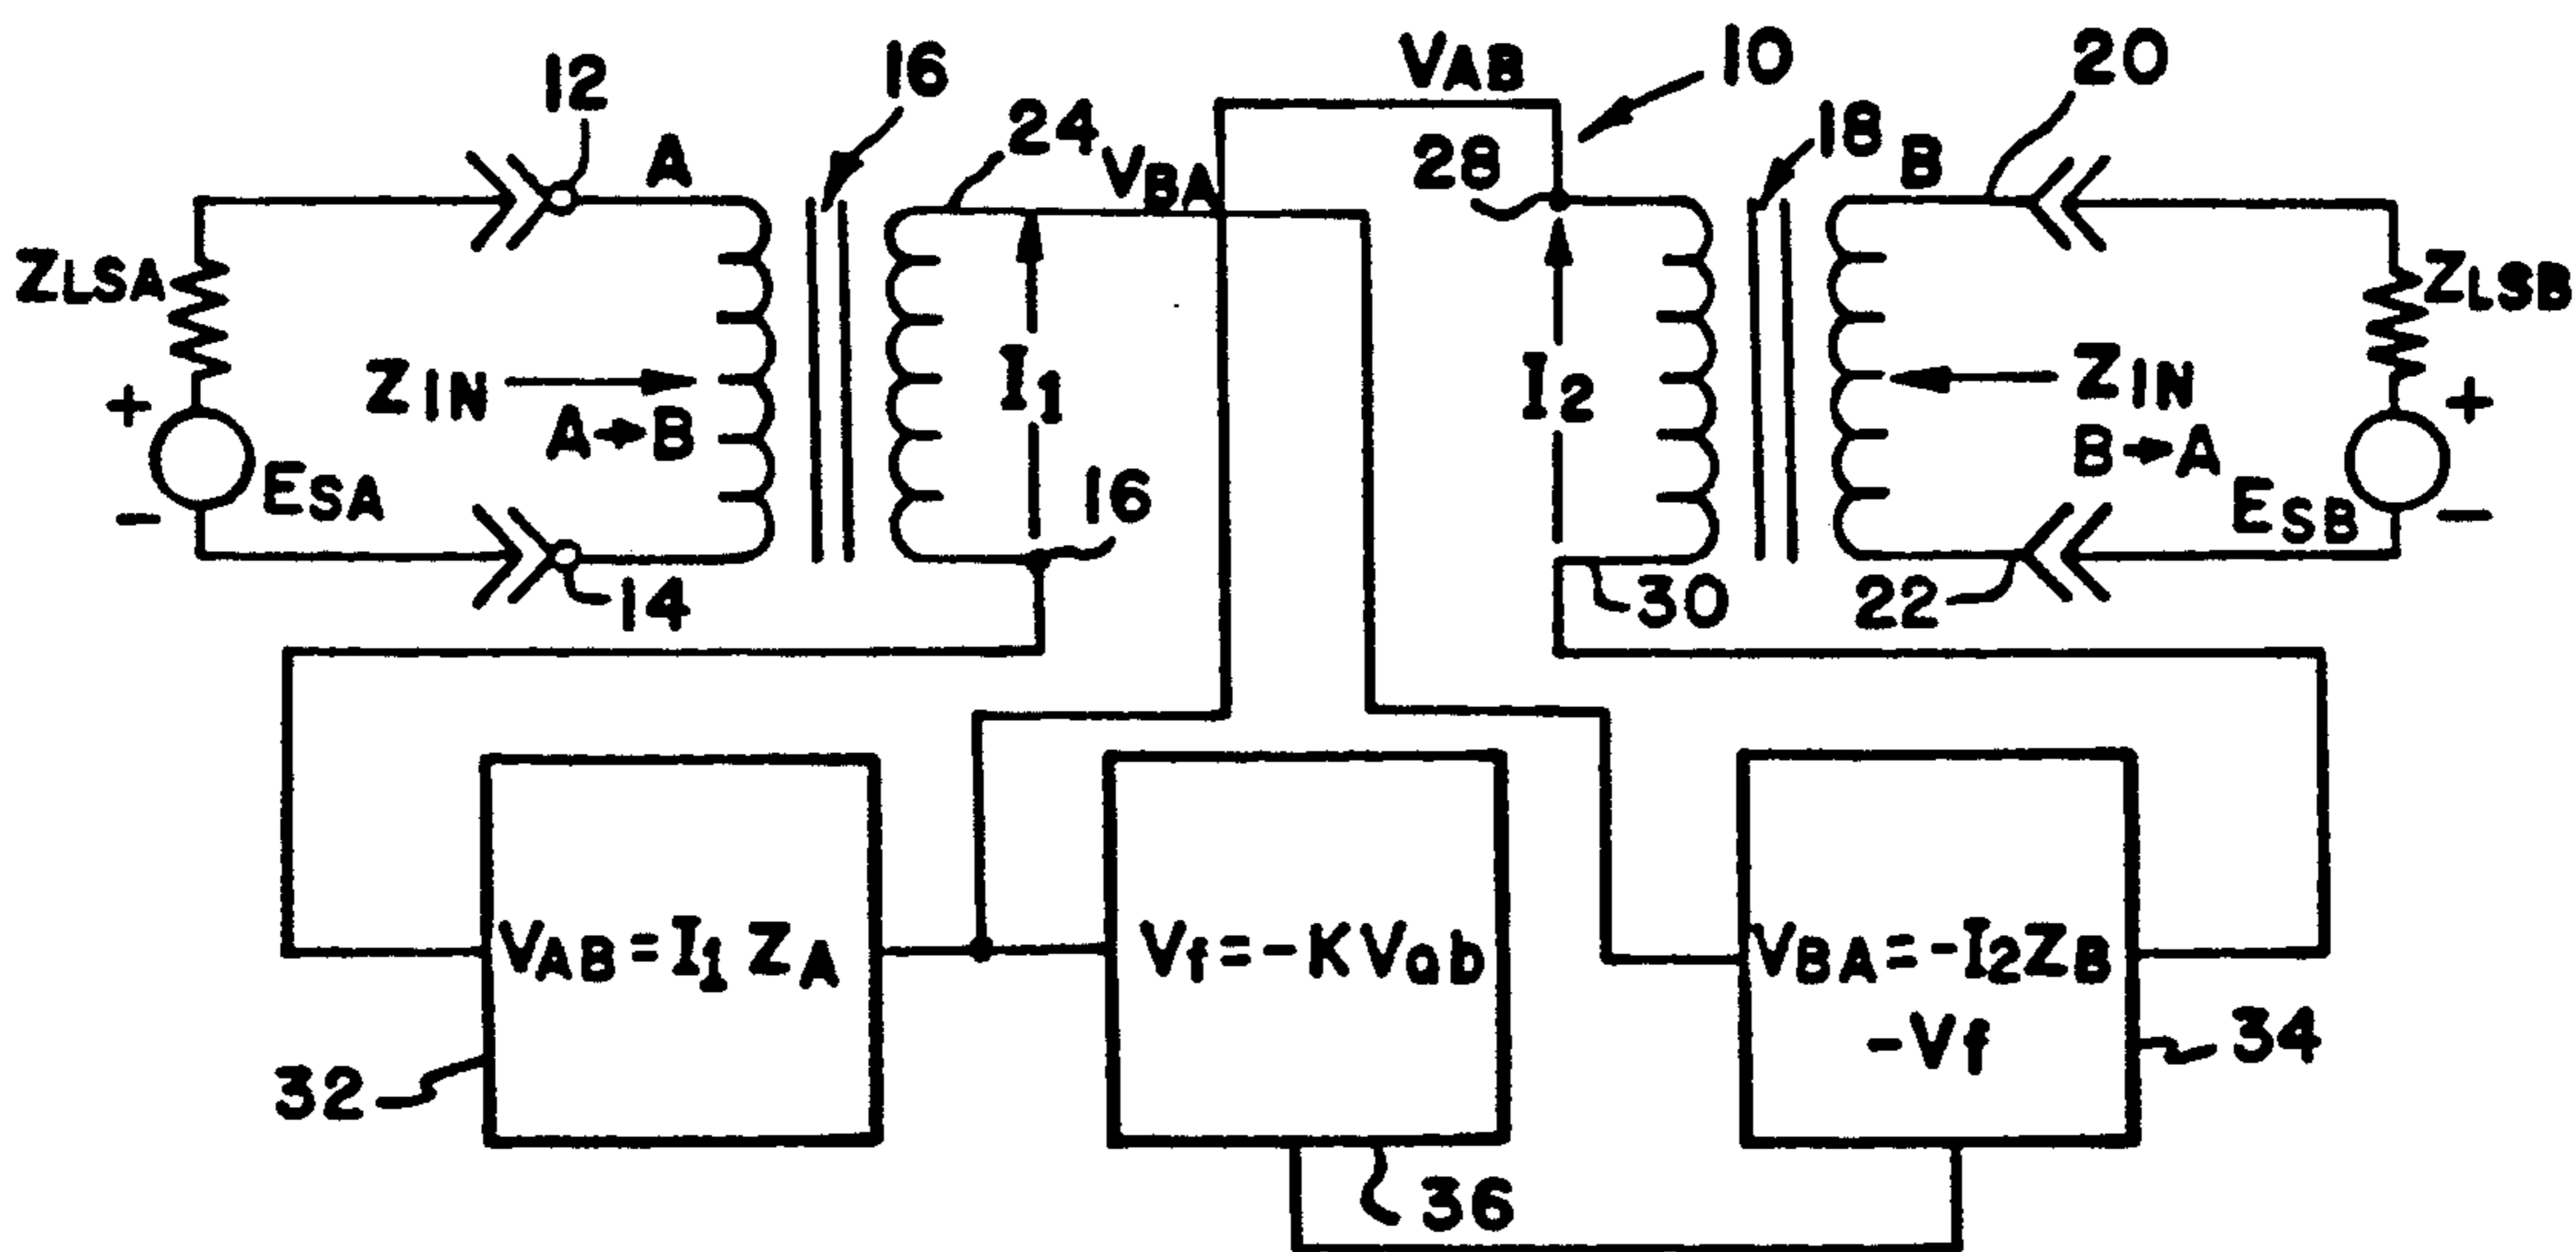 12
A
16
24
VBA
VAB
10
28
18
B
20
ZLSA
+
-
ESA
ZIN
A→B
I1
16
14
I2
30
ZIN
B→A
22
ZLSB
+
-
ESB
VAB=I1 ZA
32
Vf=-KVab
36
VBA=-I2ZB
-Vf
34